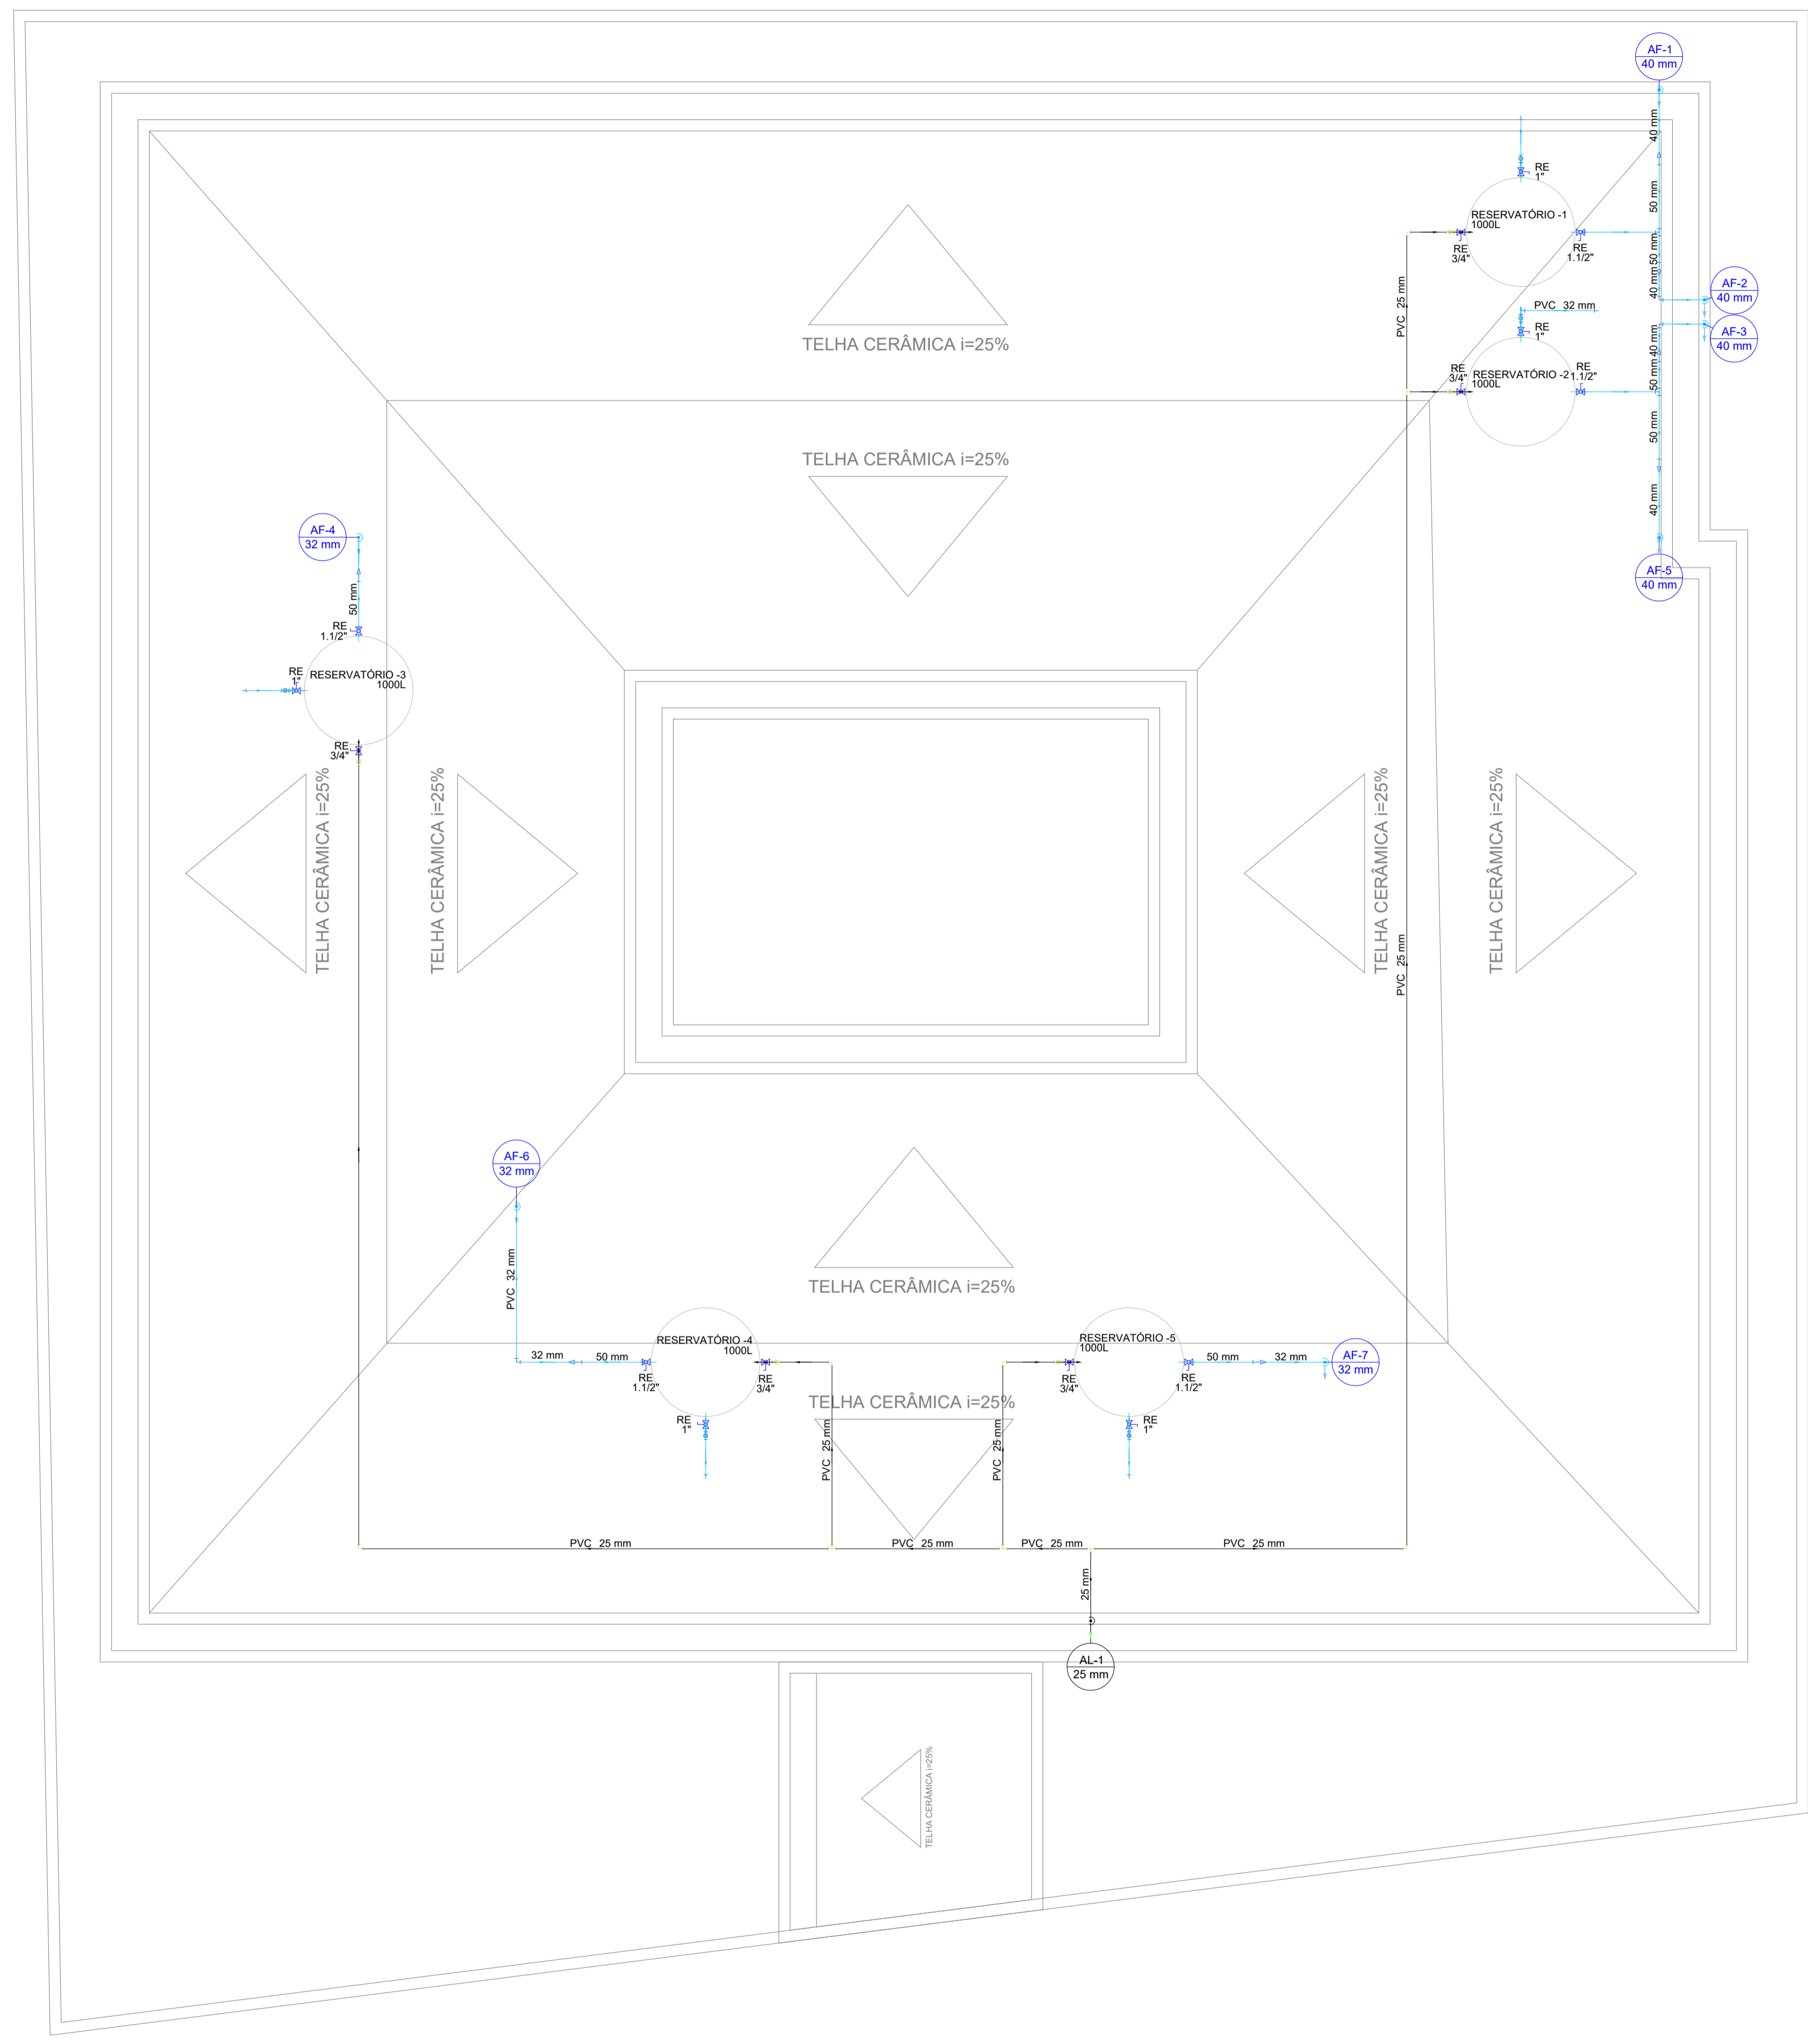 AF-1
40 mm
40 mm
RE
1"
50 mm
RESERVATÓRIO -1
1000L
RE
3/4"
RE
1.1/2"
50 mm
40 mm
AF-2
40 mm
PVC 25 mm
PVC 32 mm
RE
1"
AF-3
40 mm
40 mm
TELHA CERÂMICA i=25%
RE
3/4"
RESERVATÓRIO -2
1000L
RE
1.1/2"
50 mm
50 mm
TELHA CERÂMICA i=25%
40 mm
AF-4
32 mm
AF-5
40 mm
50 mm
RE
1.1/2"
RE
1"
RESERVATÓRIO -3
1000L
RE
3/4"
TELHA CERÂMICA i=25%
TELHA CERÂMICA i=25%
TELHA CERÂMICA i=25%
TELHA CERÂMICA i=25%
PVC 25 mm
AF-6
32 mm
PVC 32 mm
TELHA CERÂMICA i=25%
RESERVATÓRIO -4
1000L
RESERVATÓRIO -5
1000L
32 mm
50 mm
50 mm
32 mm
AF-7
32 mm
RE
1.1/2"
RE
3/4"
RE
3/4"
RE
1.1/2"
TELHA CERÂMICA i=25%
RE
1"
RE
1"
PVC 25 mm
PVC 25 mm
PVC 25 mm
PVC 25 mm
PVC 25 mm
PVC 25 mm
25 mm
AL-1
25 mm
TELHA CERÂMICA i=25%